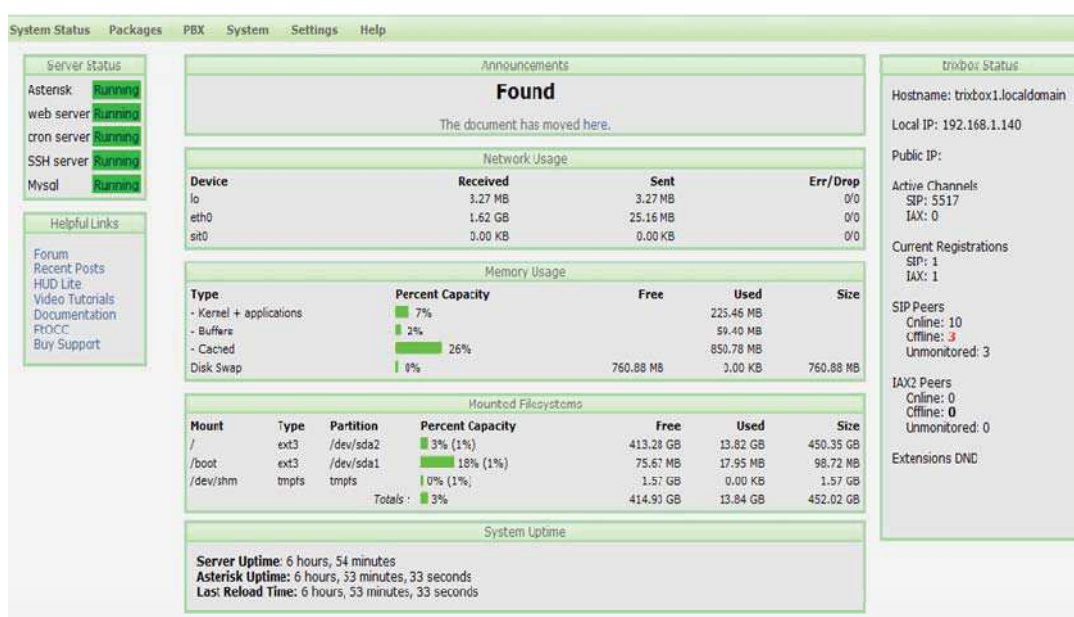 System Status Packages PBX System Settings Help
Server Status
Asterisk Running
web server Running
cron server Running
SSH server Running
Mysql Running
Helpful Links
Forum
Recent Posts
HUD Lite
Video Tutorials
Documentation
FtOCC
Buy Support
Announcements
Found
The document has moved here.
Network Usage
Device Received Sent Err/Drop
lo 3.27 MB 3.27 MB 0/0
eth0 1.62 GB 25.16 MB 0/0
sit0 0.00 KB 0.00 KB 0/0
Memory Usage
Type Percent Capacity Free Used Size
- Kernel + applications 7% 225.46 MB
- Buffers 2% 59.40 MB
- Cached 26% 850.78 MB
Disk Swap 0% 760.88 MB 0.00 KB 760.88 MB
Mounted Filesystems
Mount Type Partition Percent Capacity Free Used Size
/ ext3 /dev/sda2 3% (1%) 413.28 GB 13.82 GB 450.35 GB
/boot ext3 /dev/sda1 18% (1%) 75.67 MB 17.95 MB 98.72 MB
/dev/shm tmpfs tmpfs 0% (1%) 1.57 GB 0.00 KB 1.57 GB
Totals : 3% 414.93 GB 13.84 GB 452.02 GB
System Uptime
Server Uptime: 6 hours, 54 minutes
Asterisk Uptime: 6 hours, 53 minutes, 33 seconds
Last Reload Time: 6 hours, 53 minutes, 33 seconds
trixbox Status
Hostname: trixbox1.localdomain
Local IP: 192.168.1.140
Public IP:
Active Channels
SIP: 5517
IAX: 0
Current Registrations
SIP: 1
IAX: 1
SIP Peers
Online: 10
Offline: 3
Unmonitored: 3
IAX2 Peers
Online: 0
Offline: 0
Unmonitored: 0
Extensions DND